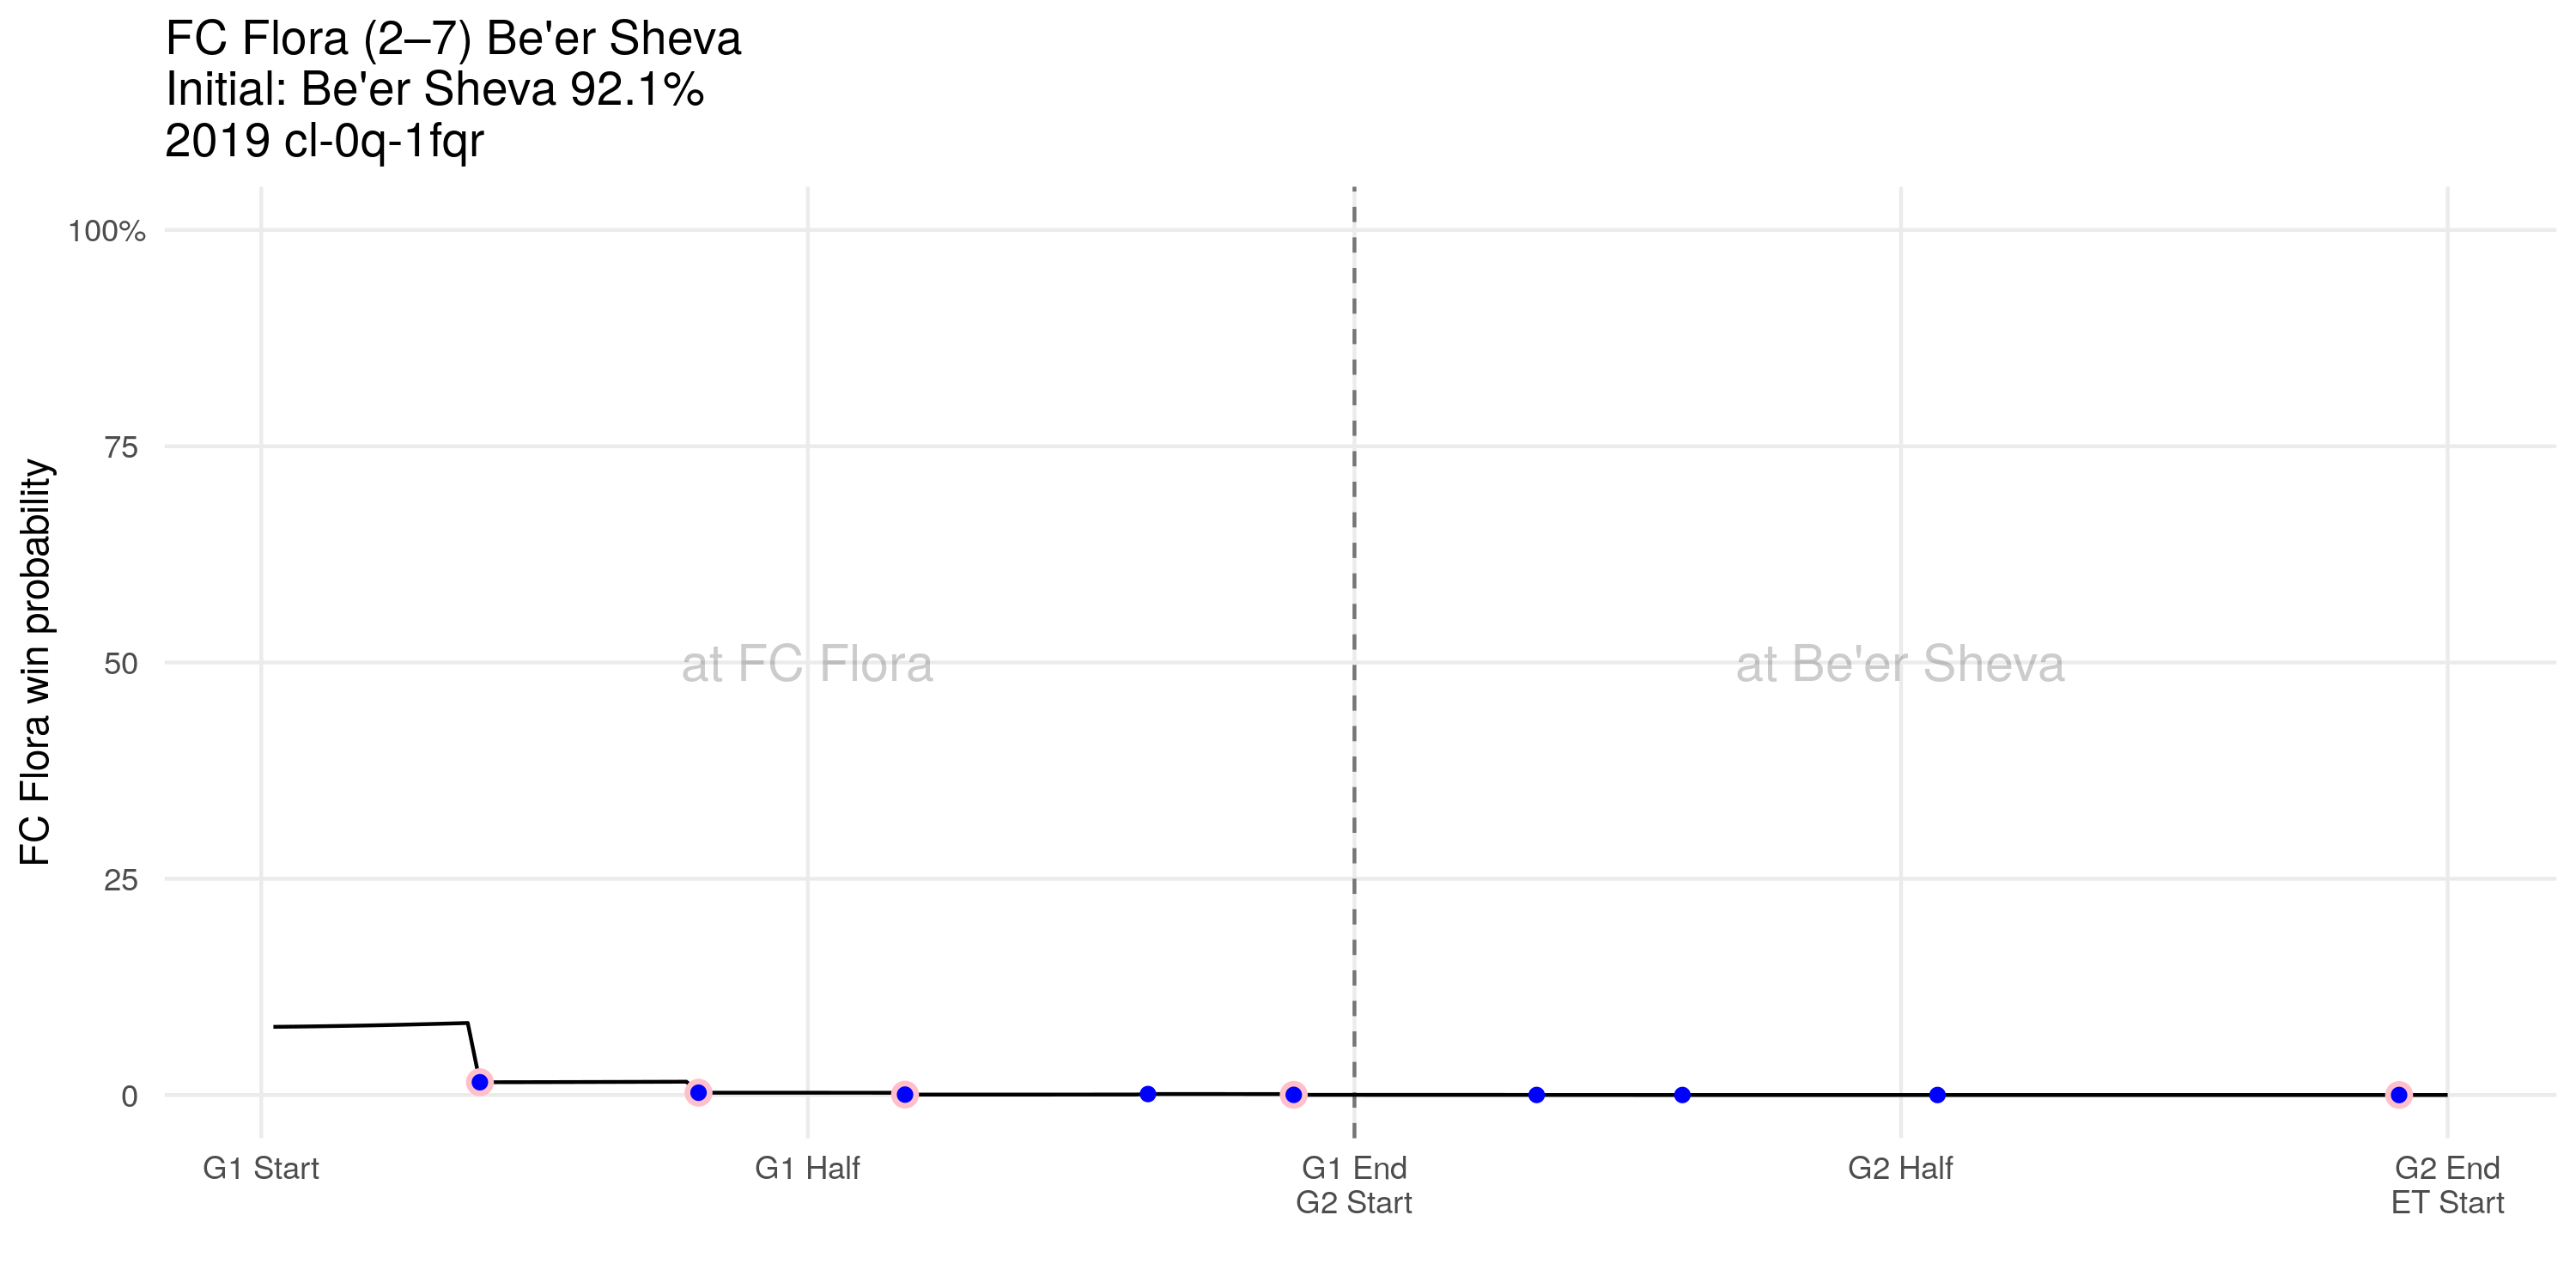 FC Flora (2–7) Be'er Sheva
Initial: Be'er Sheva 92.1%
2019 cl-0q-1fqr
FC Flora win probability
100%
75
50
25
0
at FC Flora
at Be'er Sheva
G1 Start
G1 Half
G1 End
G2 Start
G2 Half
G2 End
ET Start